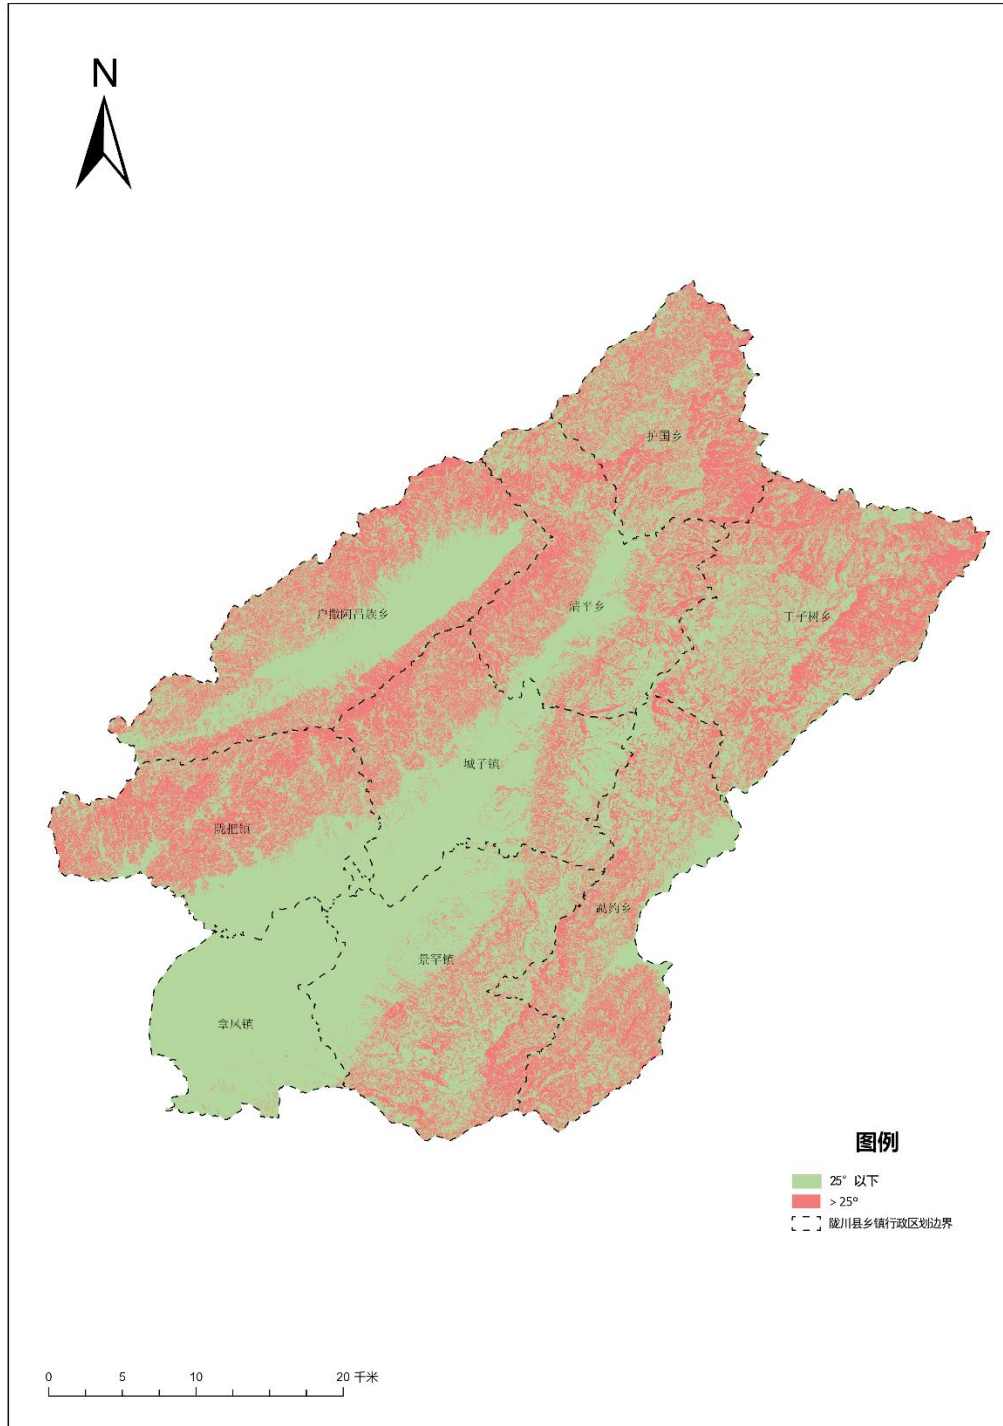 N
护国乡
清平乡
户撒阿昌族乡
王子树乡
城子镇
陇把镇
勐约乡
景罕镇
章凤镇
图例
25° 以下
> 25°
陇川县乡镇行政区划边界
0 5 10 20 千米